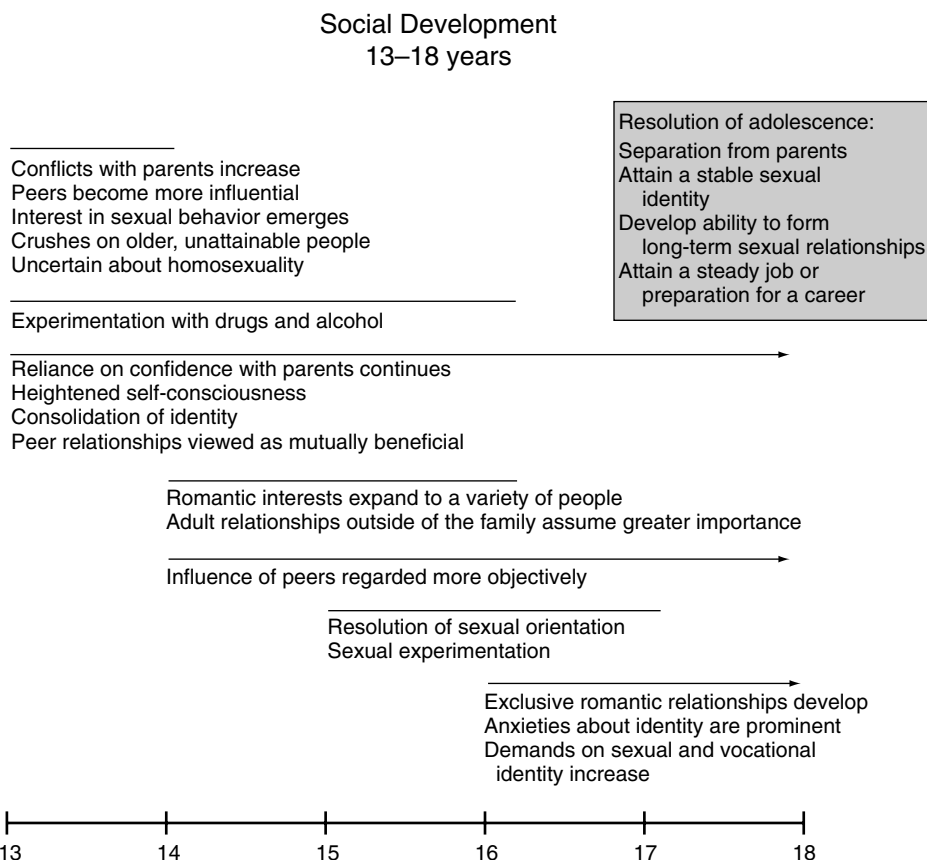 Social Development
13–18 years
Conflicts with parents increase
Peers become more influential
Interest in sexual behavior emerges
Crushes on older, unattainable people
Uncertain about homosexuality
Resolution of adolescence:
Separation from parents
Attain a stable sexual
identity
Develop ability to form
long-term sexual relationships
Attain a steady job or
preparation for a career
Experimentation with drugs and alcohol
Reliance on confidence with parents continues
Heightened self-consciousness
Consolidation of identity
Peer relationships viewed as mutually beneficial
Romantic interests expand to a variety of people
Adult relationships outside of the family assume greater importance
Influence of peers regarded more objectively
Resolution of sexual orientation
Sexual experimentation
Exclusive romantic relationships develop
Anxieties about identity are prominent
Demands on sexual and vocational
identity increase
13 14 15 16 17 18